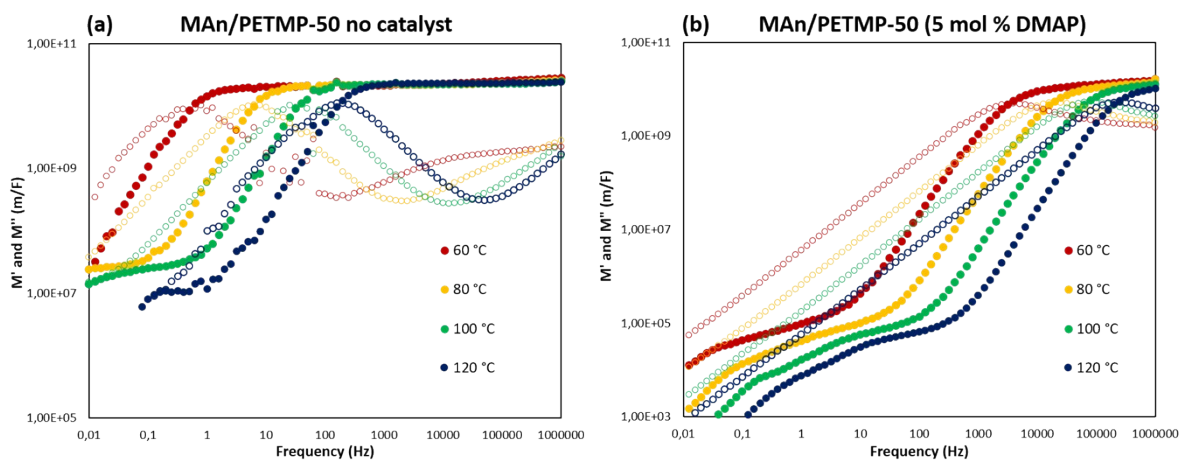 (a)
MAn/PETMP-50 no catalyst
1,00E+11
1,00E+09
1,00E+07
1,00E+05
M' and M'' (m/F)
60 °C
80 °C
100 °C
120 °C
0,01 0,1 1 10 100 1000 10000 100000 1000000
Frequency (Hz)
(b)
MAn/PETMP-50 (5 mol % DMAP)
1,00E+11
1,00E+09
1,00E+07
1,00E+05
1,00E+03
M' and M'' (m/F)
60 °C
80 °C
100 °C
120 °C
0,01 0,1 1 10 100 1000 10000 100000 1000000
Frequency (Hz)